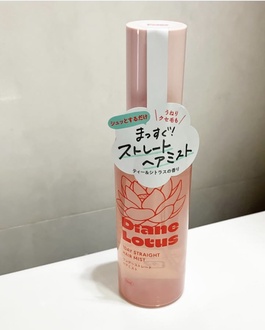 シュッとするだけ
うねり
クセ毛も
まっすぐ!
ストレート
ヘアミスト
ティー&シトラスの香り
Diane
Lotus
STAY STRAIGHT
HAIR MIST